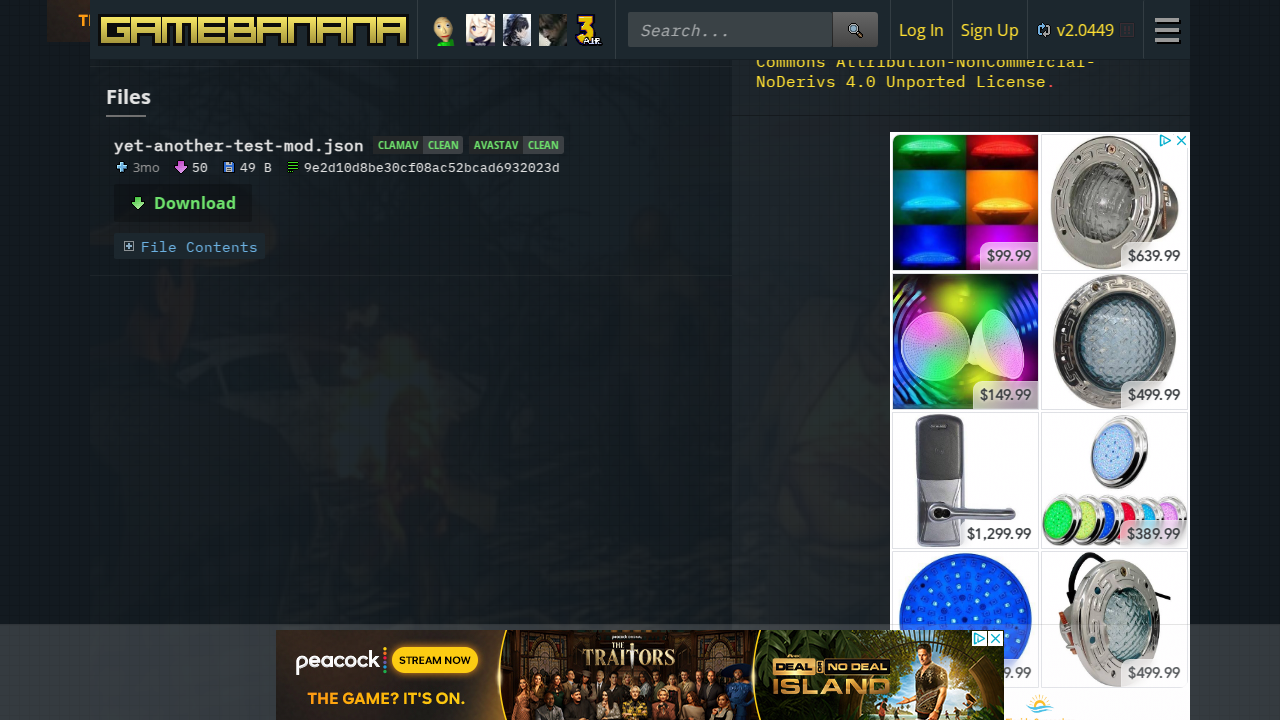 GAMEBANANA
Search...
Log In
Sign Up
v2.0449
Commons Attribution-NonCommercial-
NoDerivs 4.0 Unported License.
Files
yet-another-test-mod.json CLAMAV CLEAN AVASTAV CLEAN
3mo 50 49 B 9e2d10d8be30cf08ac52bcad6932023d
Download
File Contents
$99.99
$639.99
$149.99
$499.99
$1,299.99
$389.99
9.99
$499.99
peacock STREAM NOW
THE GAME? IT'S ON.
peacock original
THE
TRAITORS
DEAL OR NO DEAL
ISLAND